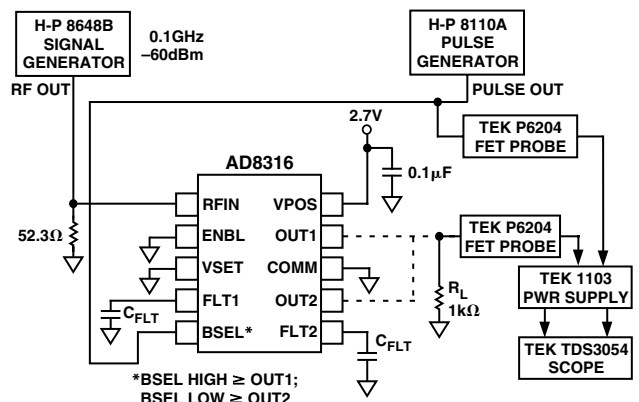 H-P 8648B
SIGNAL
GENERATOR
0.1GHz
–60dBm
H-P 8110A
PULSE
GENERATOR
RF OUT
PULSE OUT
2.7V
TEK P6204
FET PROBE
AD8316
0.1μF
RFIN
VPOS
52.3Ω
ENBL
OUT1
TEK P6204
FET PROBE
VSET
COMM
RL
1kΩ
TEK 1103
PWR SUPPLY
CFLT
FLT1
OUT2
BSEL*
FLT2
CFLT
TEK TDS3054
SCOPE
*BSEL HIGH ≥ OUT1;
BSEL LOW ≥ OUT2